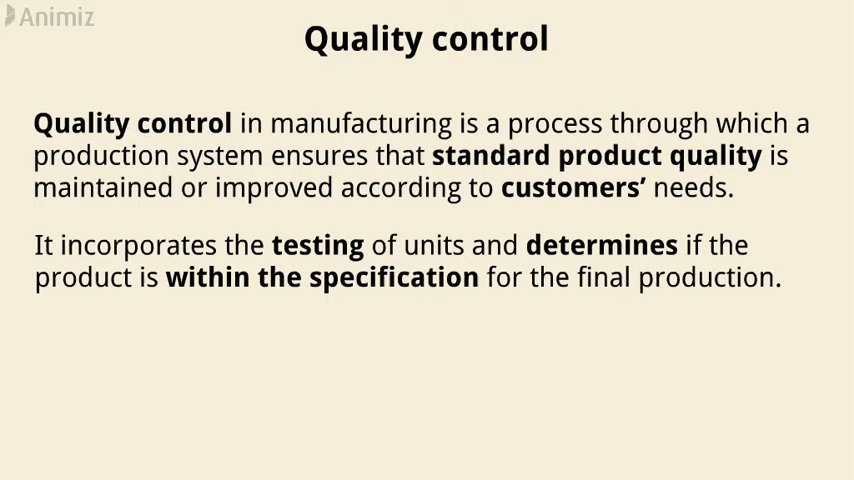 Animiz
Quality control
Quality control in manufacturing is a process through which a
production system ensures that standard product quality is
maintained or improved according to customers’ needs.
It incorporates the testing of units and determines if the
product is within the specification for the final production.